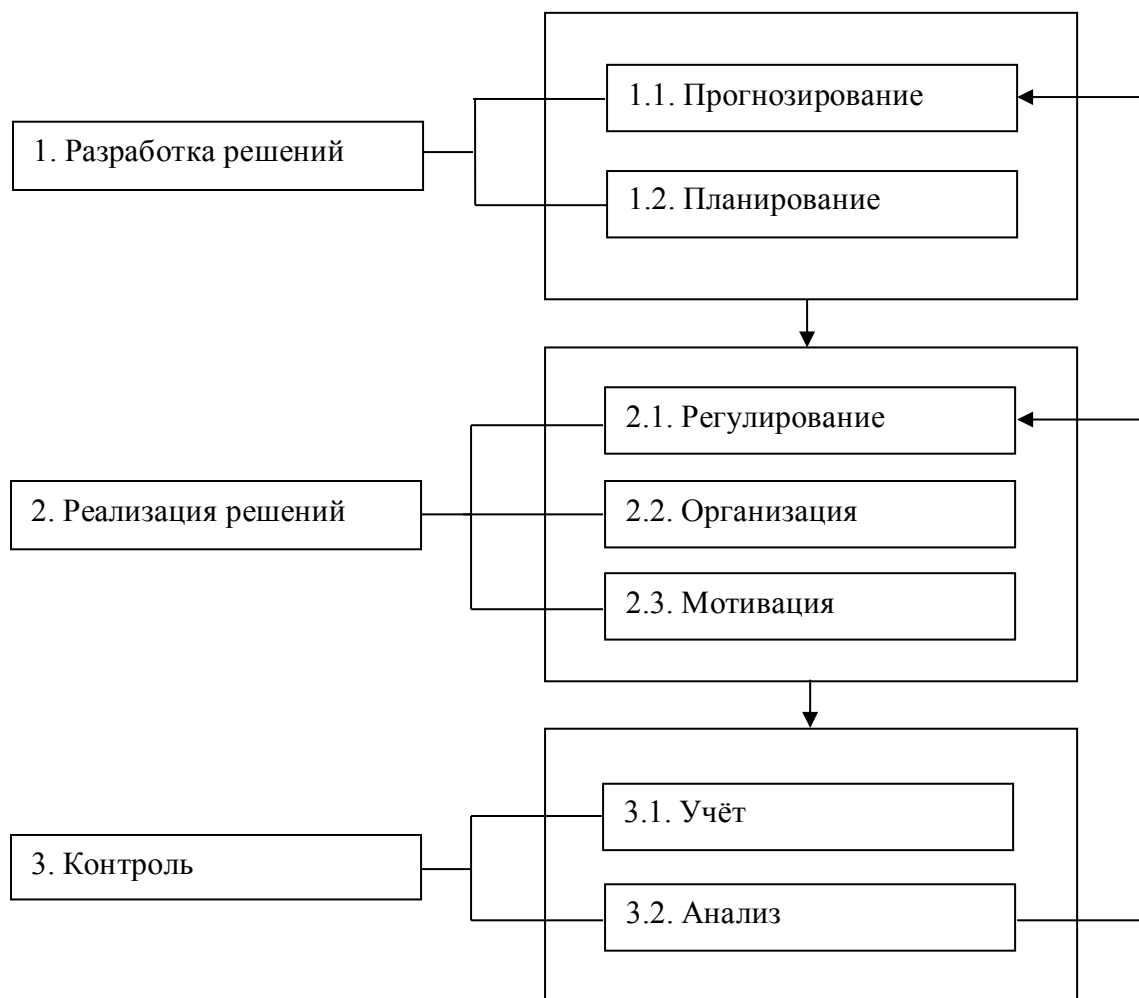 1. Разработка решений
1.1. Прогнозирование
1.2. Планирование
2. Реализация решений
2.1. Регулирование
2.2. Организация
2.3. Мотивация
3. Контроль
3.1. Учёт
3.2. Анализ